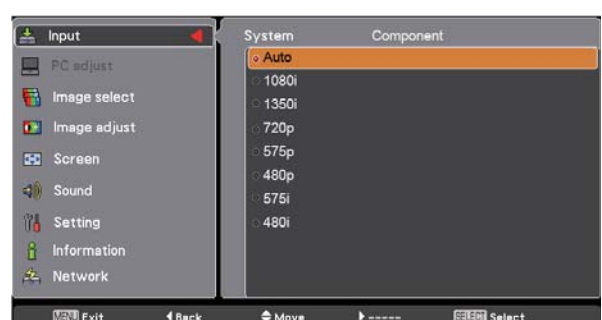 Input
PC adjust
Image select
Image adjust
Screen
Sound
Setting
Information
Network
System Component
Auto
1080i
1350i
720p
575p
480p
575i
480i
MENU Exit Back Move ----- SELECT Select